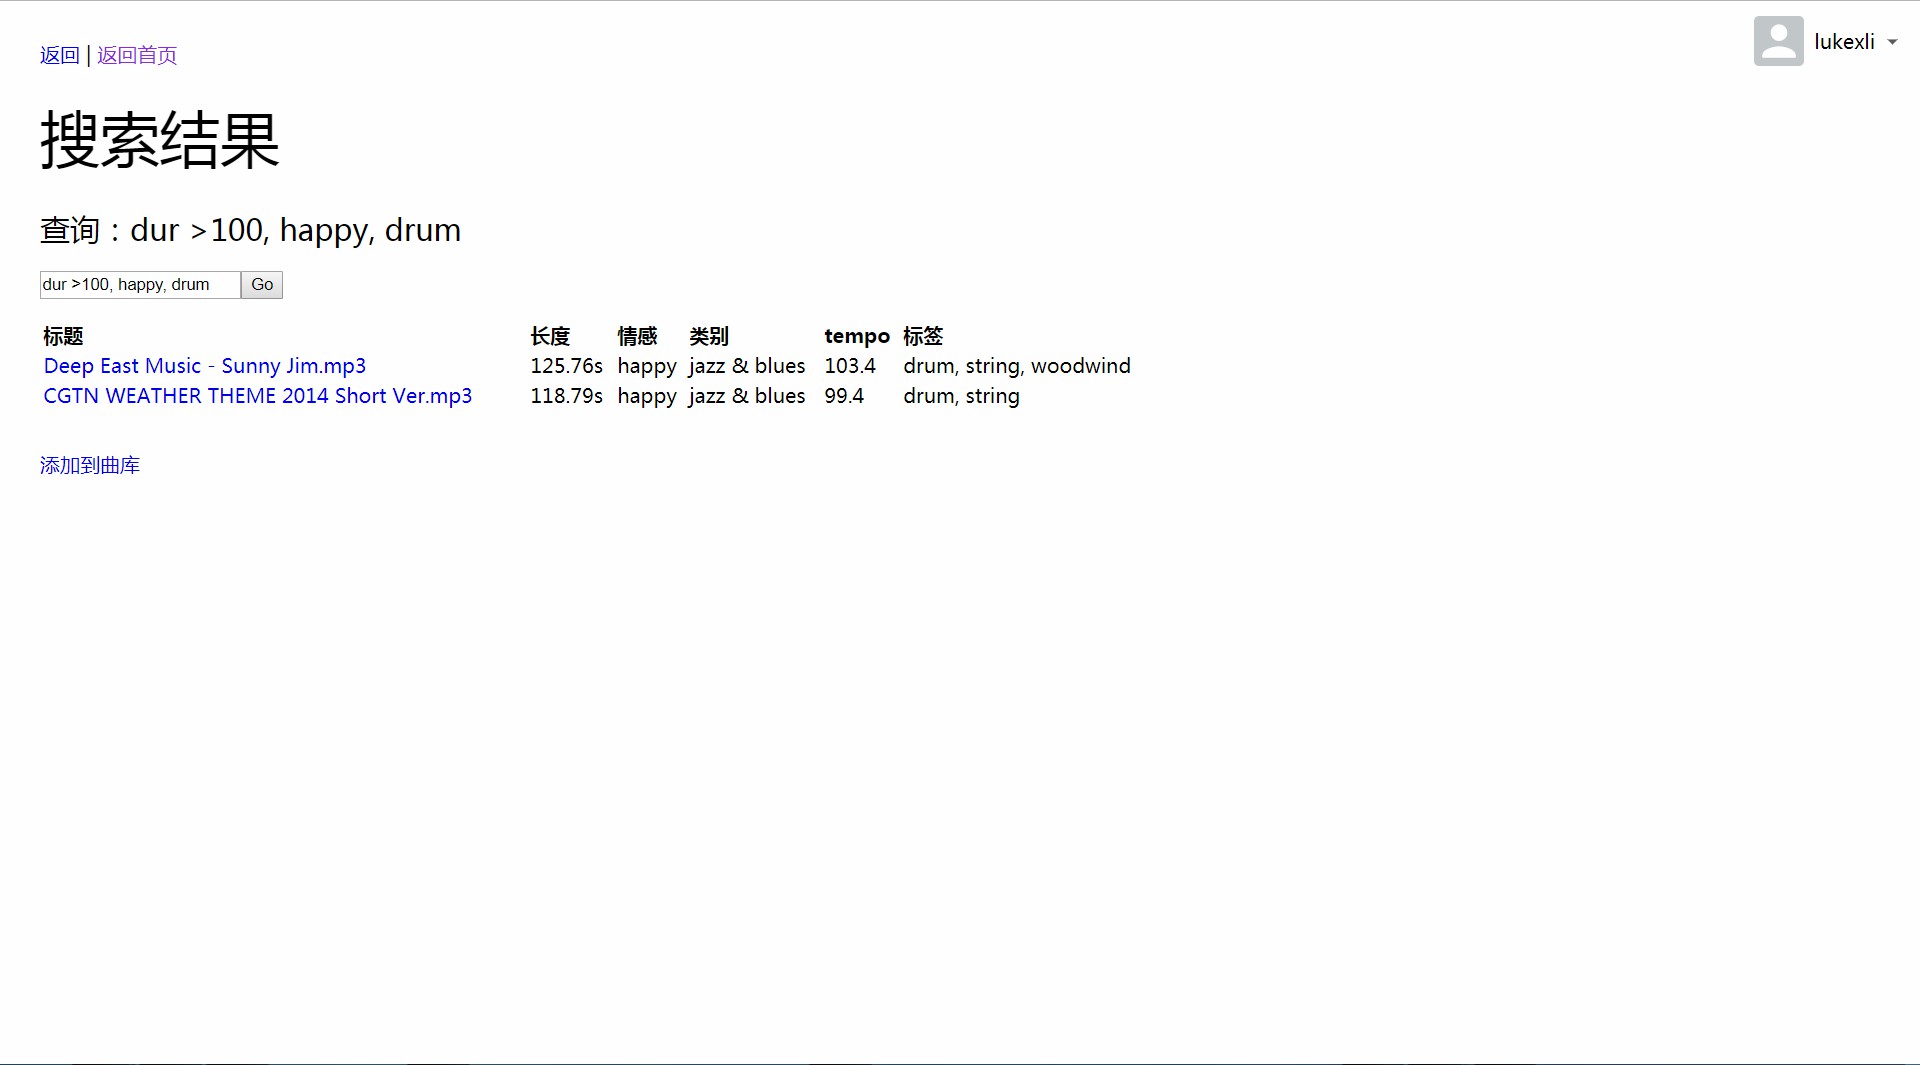 返回 | 返回首页
lukexli
搜索结果
查询：dur >100, happy, drum
dur >100, happy, drum Go
标题 长度 情感 类别 tempo 标签
Deep East Music - Sunny Jim.mp3 125.76s happy jazz & blues 103.4 drum, string, woodwind
CGTN WEATHER THEME 2014 Short Ver.mp3 118.79s happy jazz & blues 99.4 drum, string
添加到曲库